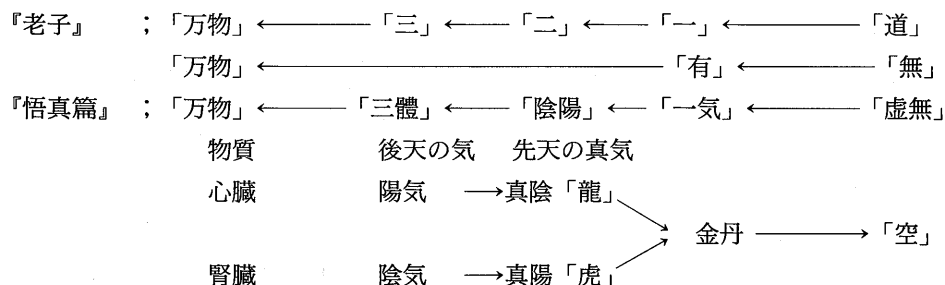 『老子』 ；「万物」←「三」←「二」←「一」←「道」
「万物」←「有」←「無」
『悟真篇』；「万物」←「三體」←「陰陽」←「一気」←「虚無」
物質 後天の気 先天の真気
心臓 陽気 →真陰「龍」
金丹 →「空」
腎臓 陰気 →真陽「虎」